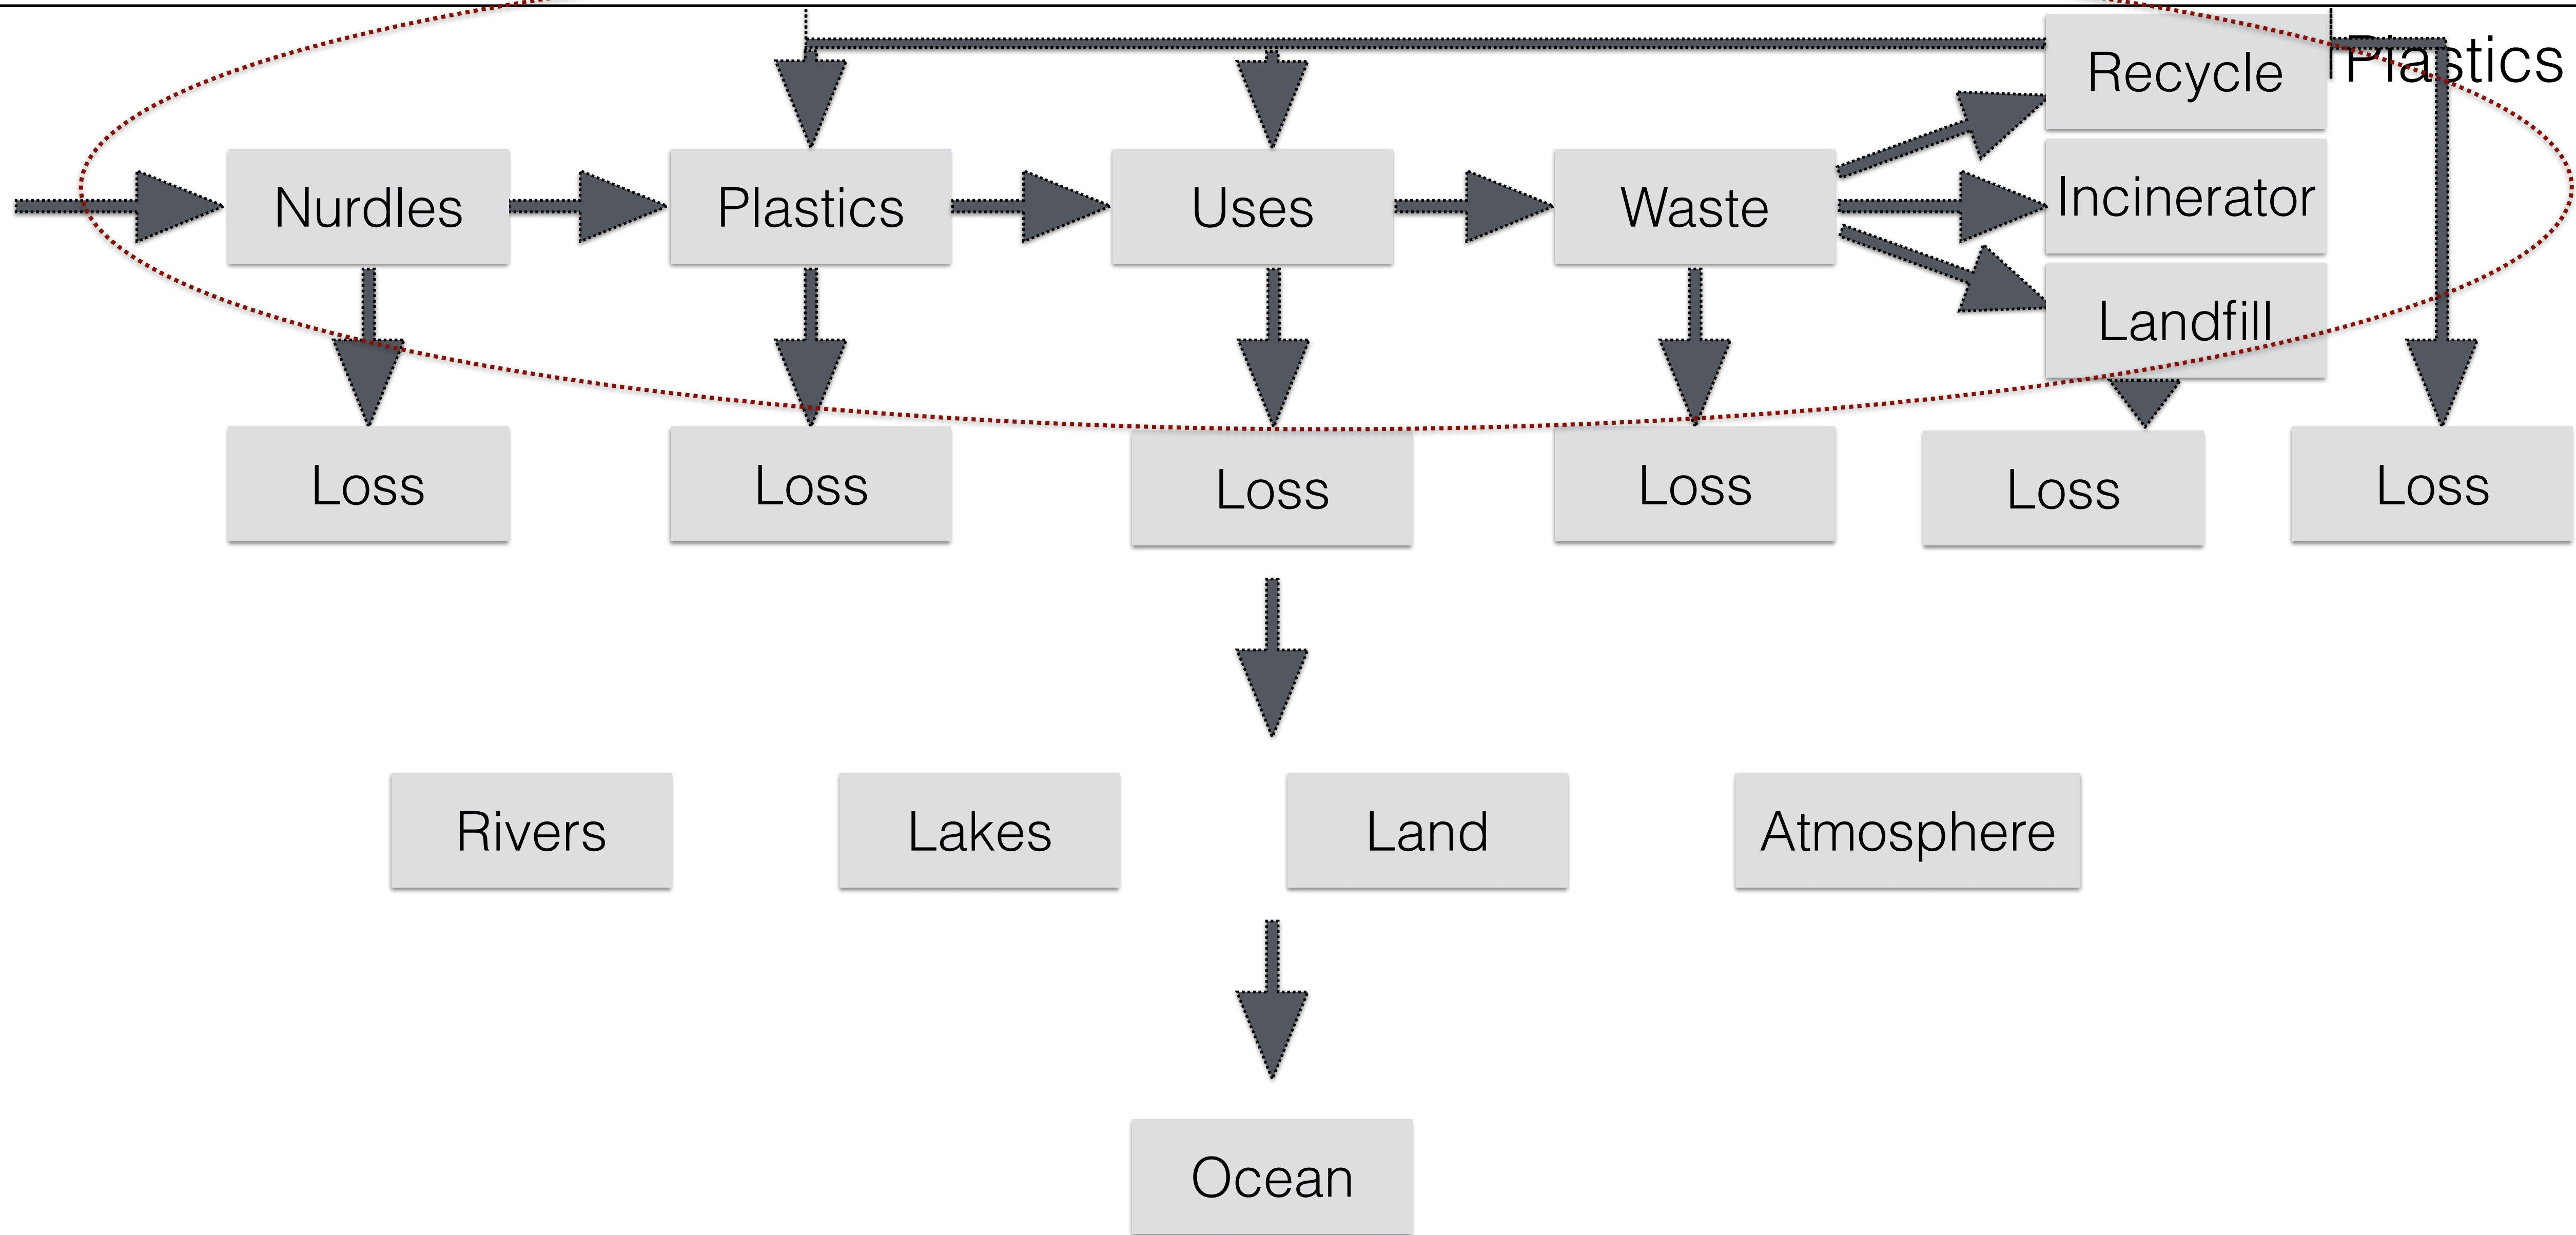 Plastics
Recycle
Nurdles
Plastics
Uses
Waste
Incinerator
Landfill
Loss
Loss
Loss
Loss
Loss
Loss
Rivers
Lakes
Land
Atmosphere
Ocean